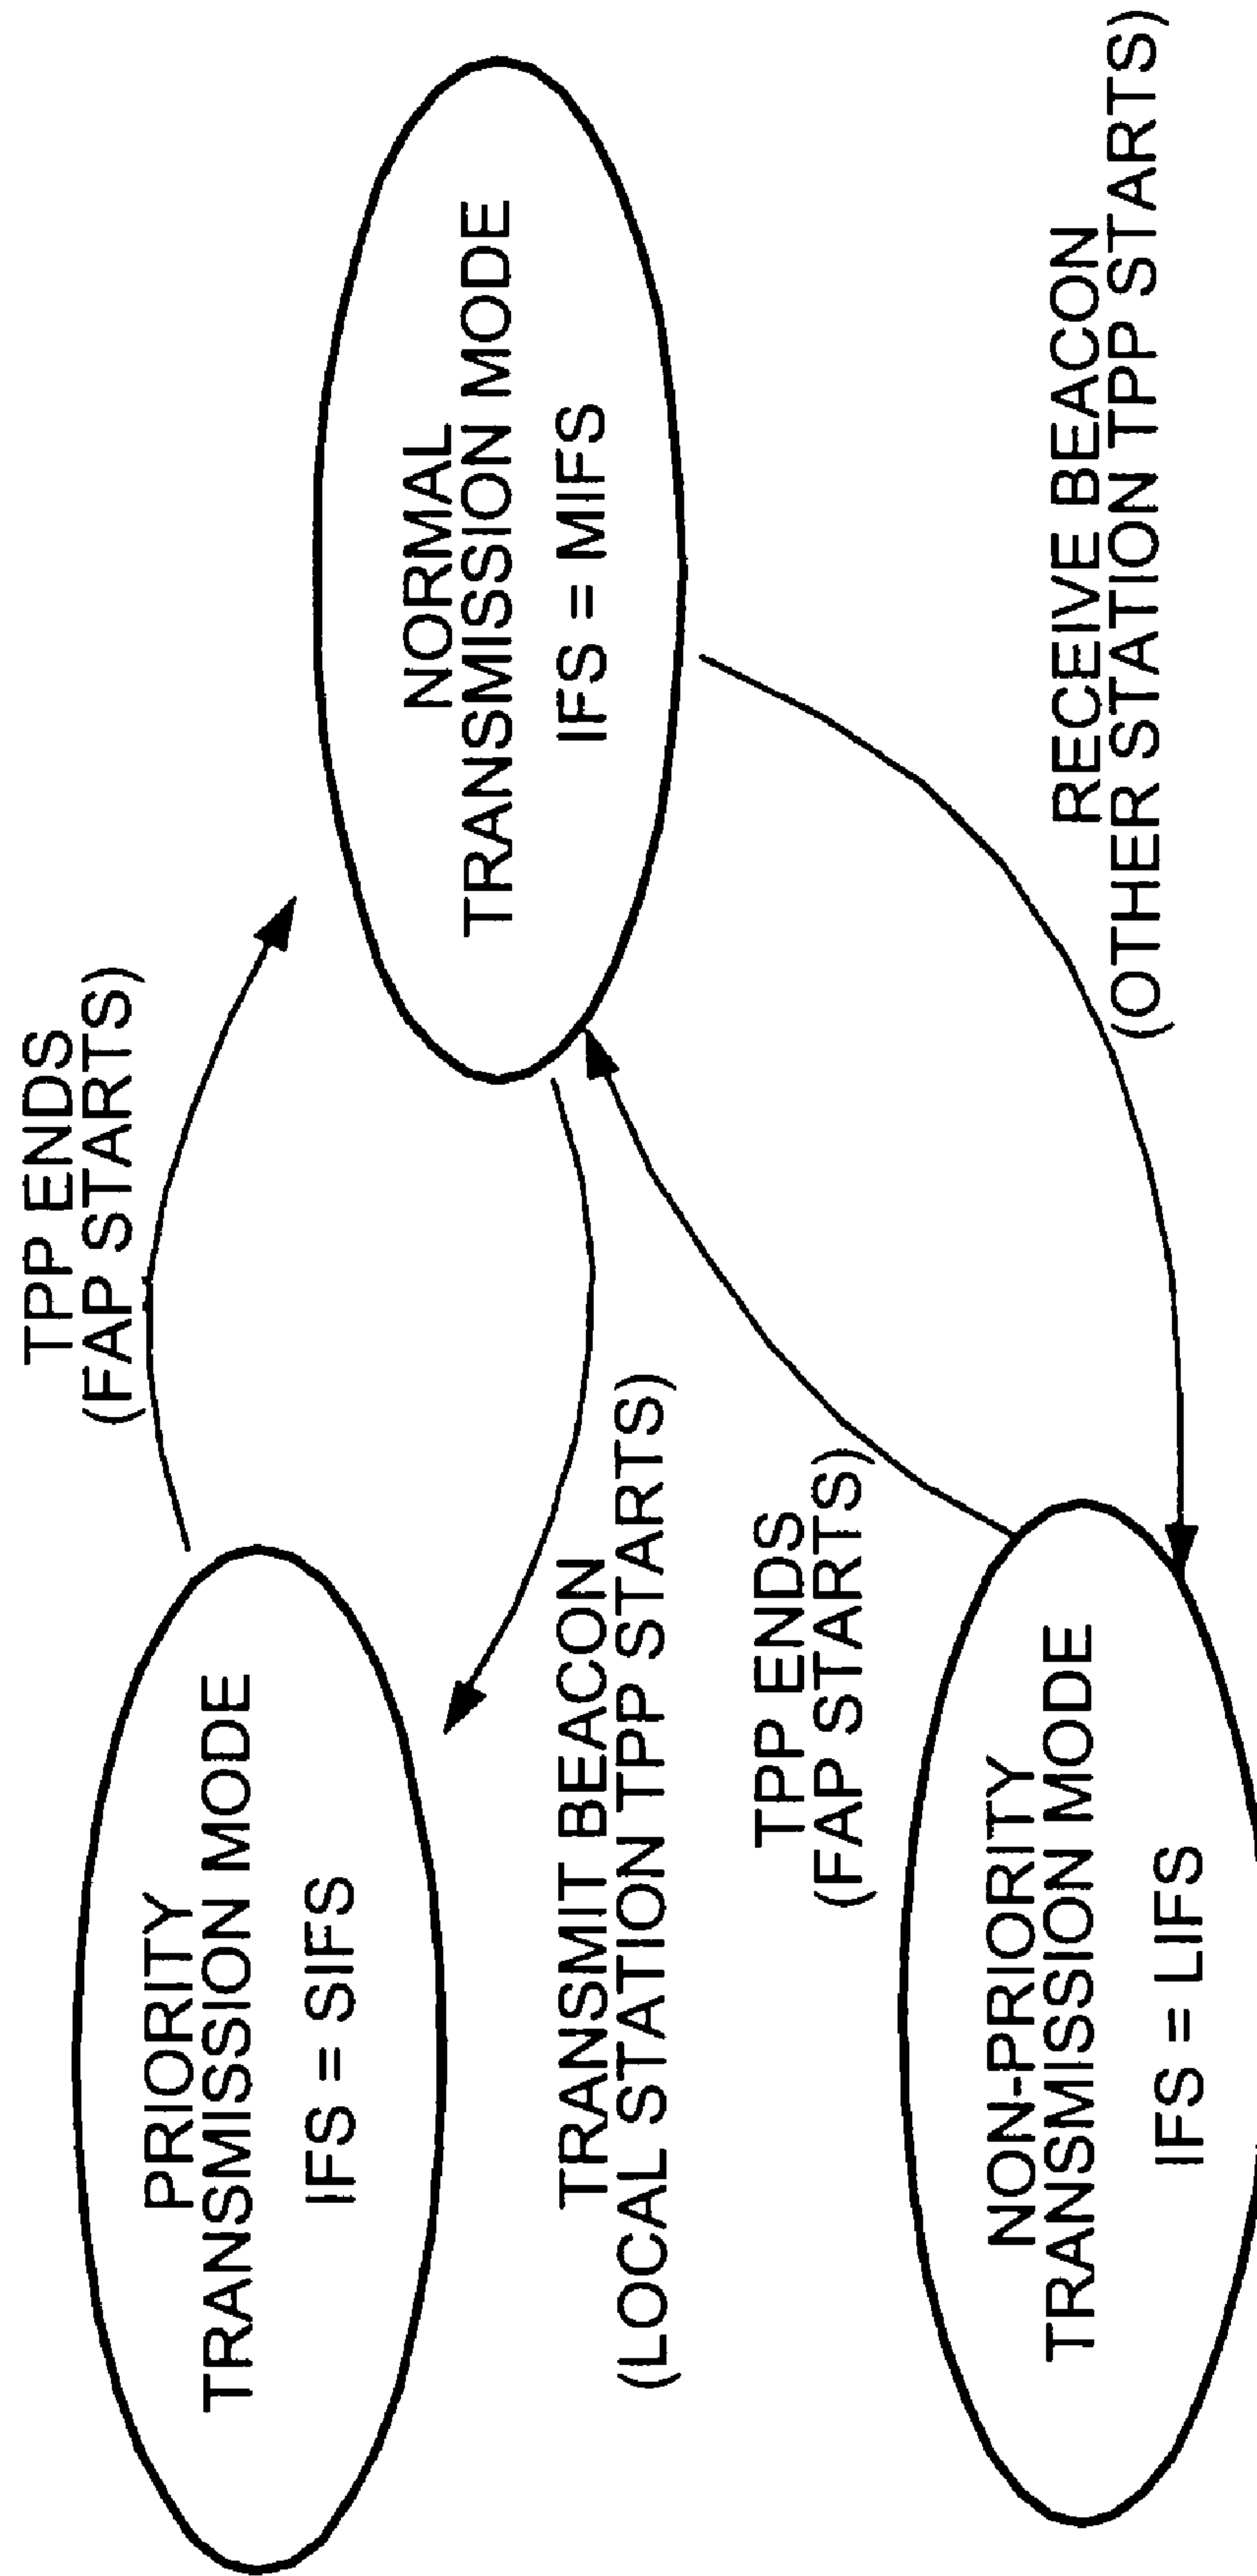 TPP ENDS
(FAP STARTS)
PRIORITY
TRANSMISSION MODE
IFS = SIFS
NORMAL
TRANSMISSION MODE
IFS = MIFS
TRANSMIT BEACON
(LOCAL STATION TPP STARTS)
TPP ENDS
(FAP STARTS)
NON-PRIORITY
TRANSMISSION MODE
IFS = LIFS
RECEIVE BEACON
(OTHER STATION TPP STARTS)